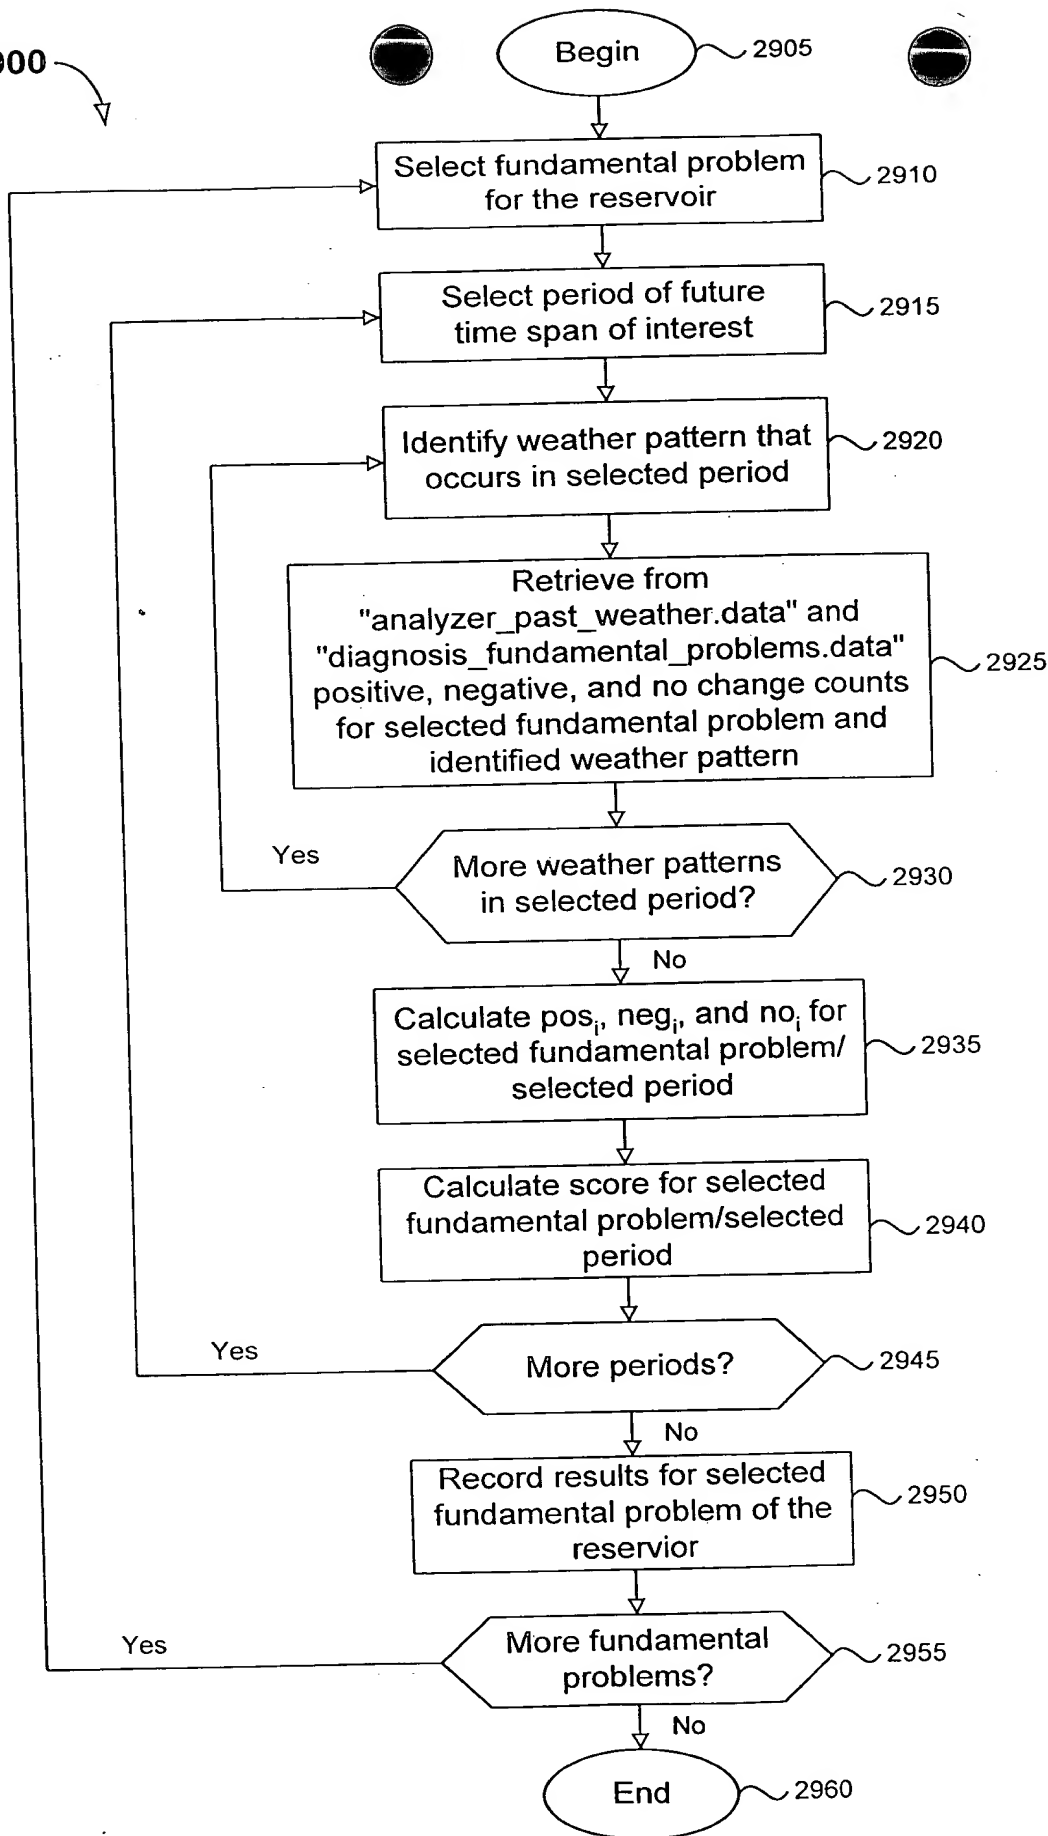 900
Begin
2905
Select fundamental problem
for the reservoir
2910
Select period of future
time span of interest
2915
Identify weather pattern that
occurs in selected period
2920
Retrieve from
"analyzer_past_weather.data" and
"diagnosis_fundamental_problems.data"
positive, negative, and no change counts
for selected fundamental problem and
identified weather pattern
2925
Yes
More weather patterns
in selected period?
2930
No
Calculate posi, negi, and noi for
selected fundamental problem/
selected period
2935
Calculate score for selected
fundamental problem/selected
period
2940
Yes
More periods?
2945
No
Record results for selected
fundamental problem of the
reservior
2950
Yes
More fundamental
problems?
2955
No
End
2960